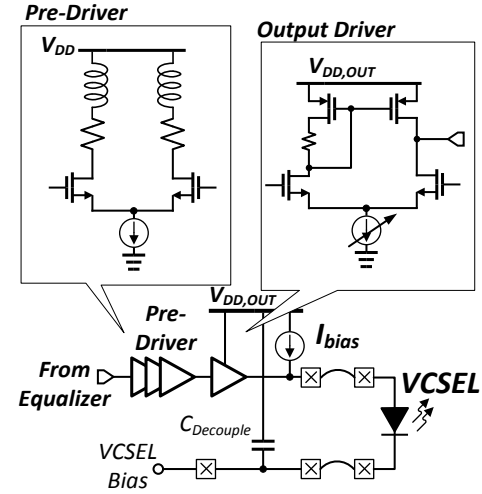 Pre-Driver
Output Driver
V_DD
V_DD,OUT
V_DD,OUT
Pre-
Driver
I_bias
From
Equalizer
VCSEL
C_Decouple
VCSEL
Bias